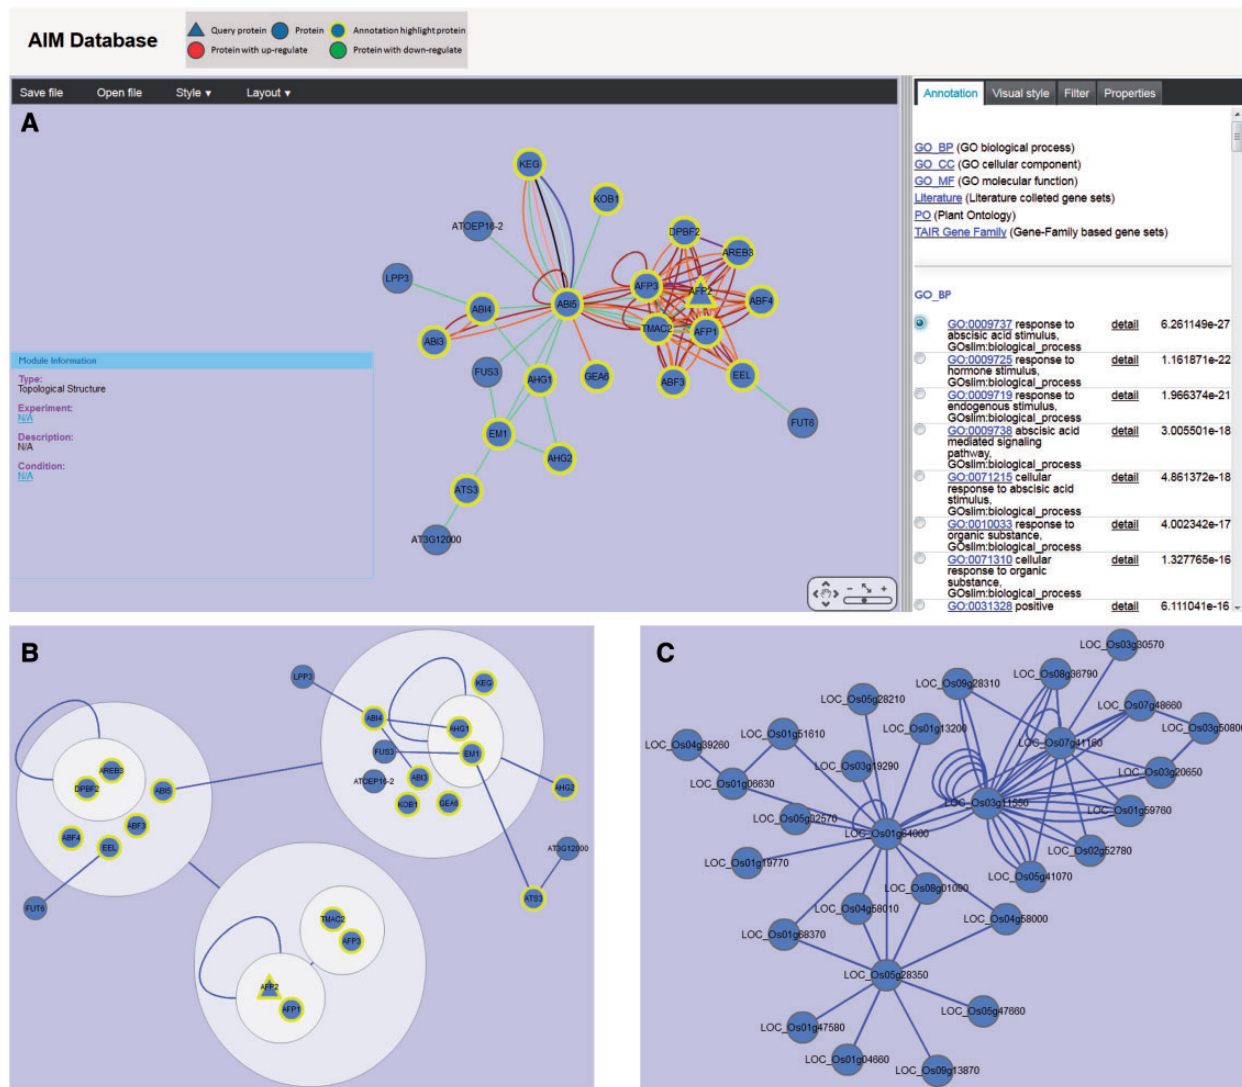 AIM Database
Query protein
Protein
Annotation highlight protein
Protein with up-regulate
Protein with down-regulate
Save file
Open file
Style ▾
Layout ▾
Annotation
Visual style
Filter
Properties
A
KEG
KOB1
ATOEP16-2
DPBF2
AREB3
LPP3
AFP3
AFP2
ABI5
ABF4
ABI4
TMAC2
AFP1
ABI3
FUS3
AHG1
GEA6
ABF3
EEL
FUT6
EM1
AHG2
ATS3
AT3G12000
Module Information
Type:
Topological Structure
Experiment:
N/A
Description:
N/A
Condition:
N/A
GO_BP (GO biological process)
GO_CC (GO cellular component)
GO_MF (GO molecular function)
Literature (Literature colleted gene sets)
PO (Plant Ontology)
TAIR Gene Family (Gene-Family based gene sets)
GO_BP
GO:0009737 response to detail 6.261149e-27
abscisic acid stimulus,
GOslim:biological_process
GO:0009725 response to detail 1.161871e-22
hormone stimulus,
GOslim:biological_process
GO:0009719 response to detail 1.966374e-21
endogenous stimulus,
GOslim:biological_process
GO:0009738 abscisic acid detail 3.005501e-18
mediated signaling
pathway,
GOslim:biological_process
GO:0071215 cellular detail 4.861372e-18
response to abscisic acid
stimulus,
GOslim:biological_process
GO:0010033 response to detail 4.002342e-17
organic substance,
GOslim:biological_process
GO:0071310 cellular detail 1.327765e-16
response to organic
substance,
GOslim:biological_process
GO:0031328 positive detail 6.111041e-16
B
LPP3
KEG
ABI4
AHG1
FUS3
EM1
AREB3
ATOEP16-2
ABI3
DPBF2
ABI5
AHG2
KOB1
GEA6
ABF3
ABF4
EEL
AT3G12000
FUT6
ATS3
TMAC2
AFP3
AFP2
AFP1
C
LOC_Os03g30570
LOC_Os08g36790
LOC_Os09g28310
LOC_Os05g28210
LOC_Os07g48660
LOC_Os01g51610
LOC_Os01g13200
LOC_Os03g50800
LOC_Os04g39260
LOC_Os07g41160
LOC_Os03g19290
LOC_Os03g20650
LOC_Os01g06630
LOC_Os03g11550
LOC_Os01g59760
LOC_Os05g32570
LOC_Os01g64000
LOC_Os02g52780
LOC_Os01g19770
LOC_Os05g41070
LOC_Os08g01090
LOC_Os04g58010
LOC_Os04g58000
LOC_Os01g68370
LOC_Os05g28350
LOC_Os05g47660
LOC_Os01g47580
LOC_Os01g04660
LOC_Os09g13870